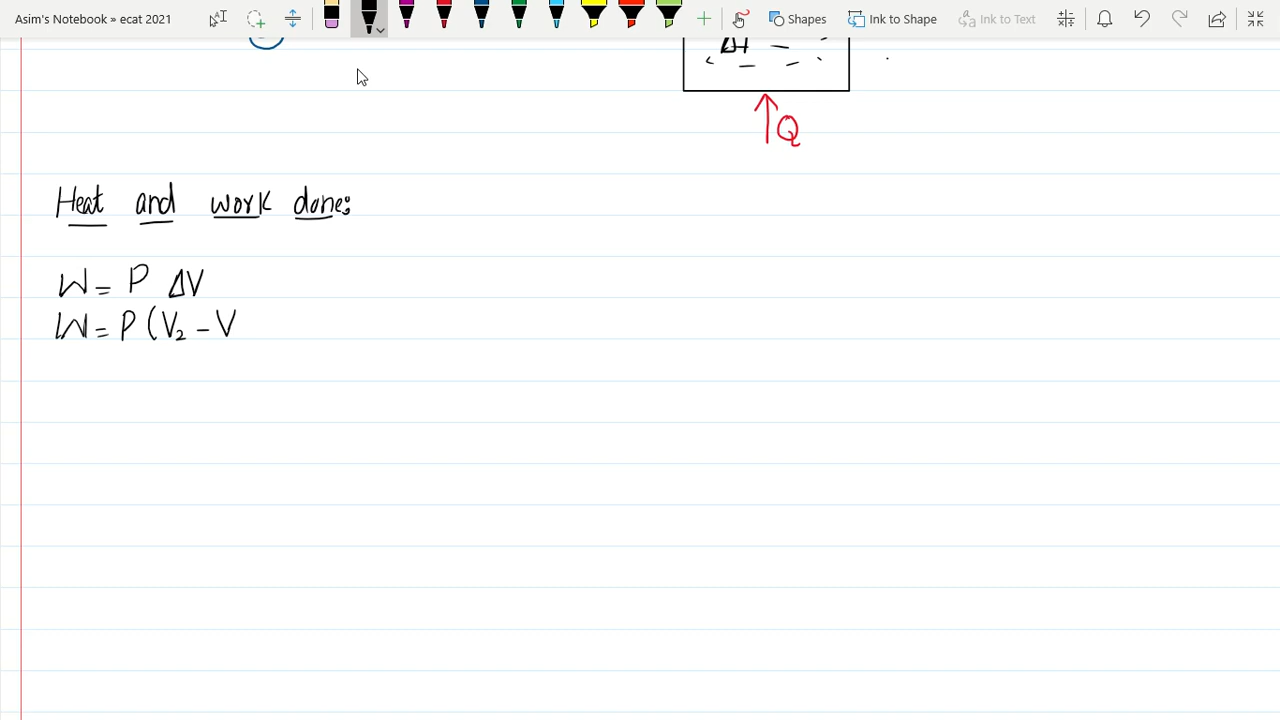 Asim's Notebook » ecat 2021
Shapes
Ink to Shape
Ink to Text
Q
Heat and work done:
W = P ΔV
W = P (V₂ - V